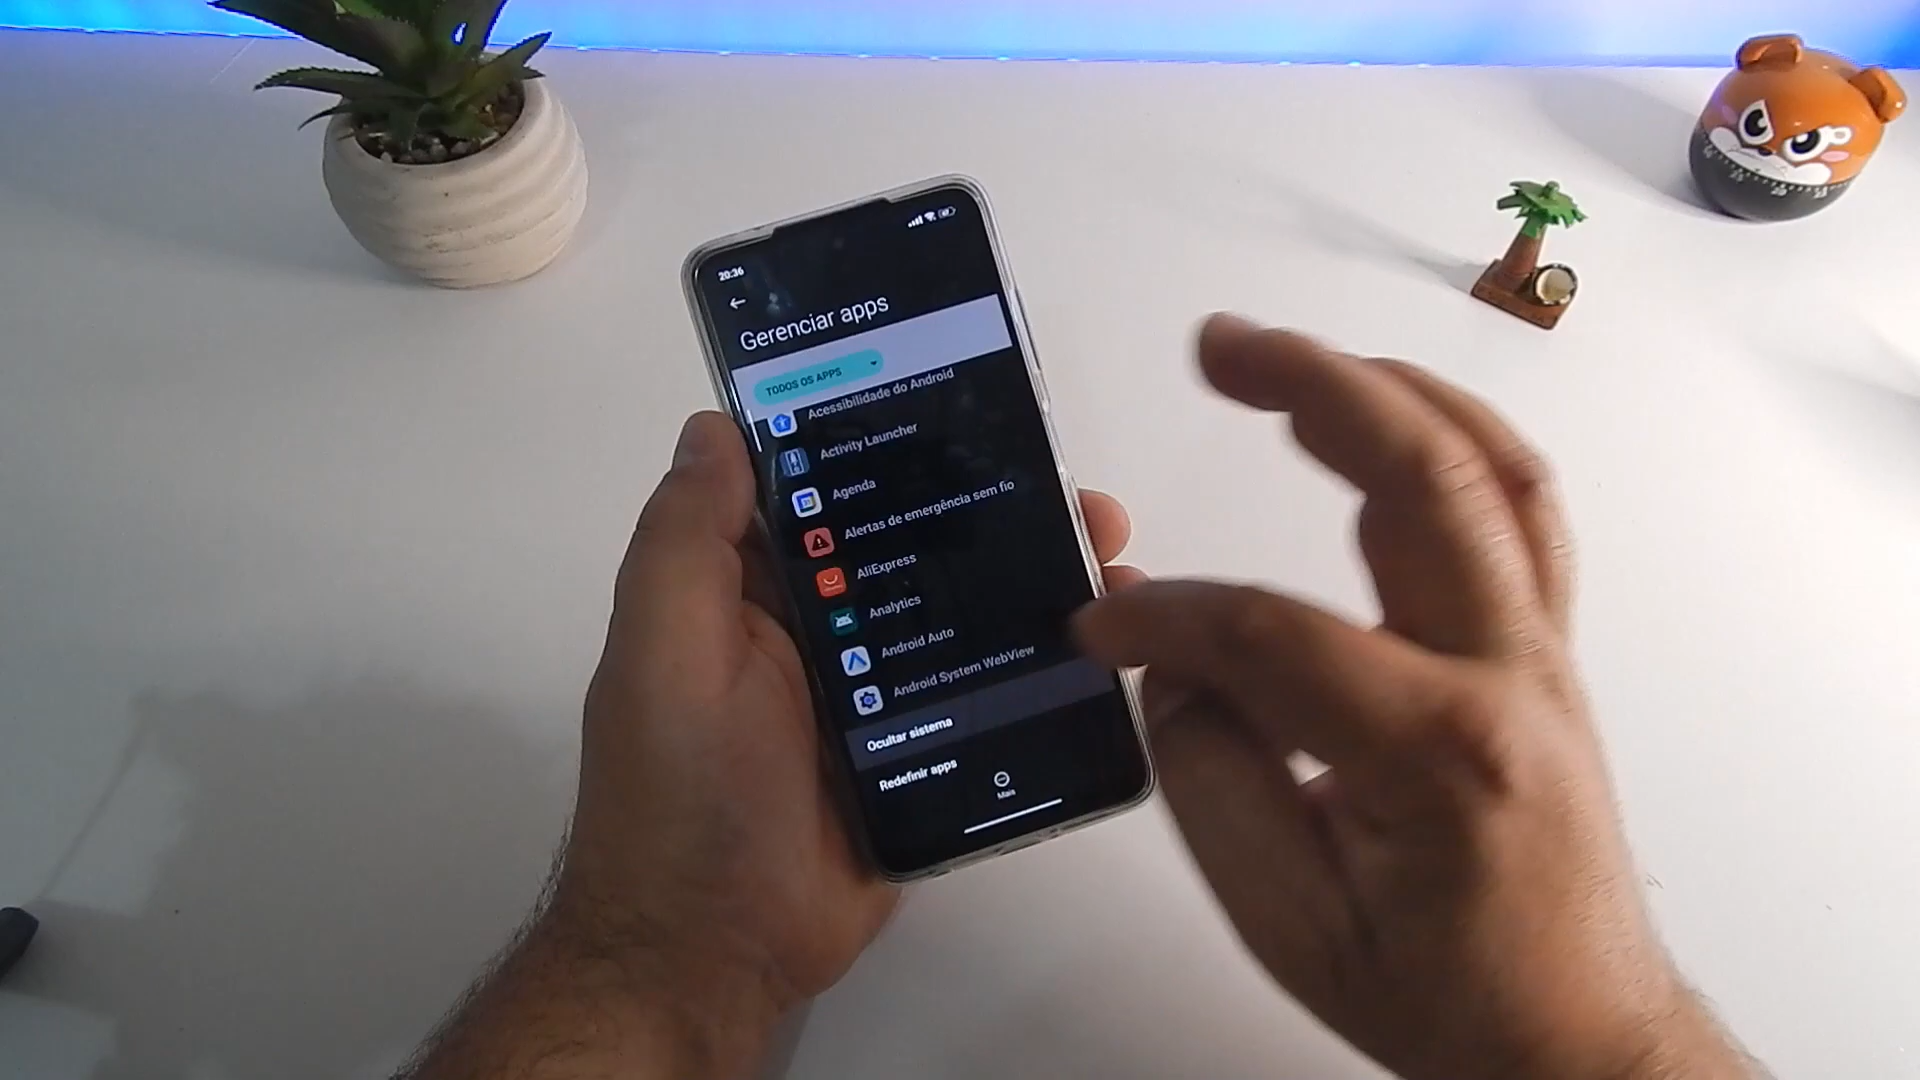 20:36
Gerenciar apps
TODOS OS APPS
Acessibilidade do Android
Activity Launcher
Agenda
Alertas de emergência sem fio
AliExpress
Analytics
Android Auto
Android System WebView
Ocultar sistema
Redefinir apps
Mais